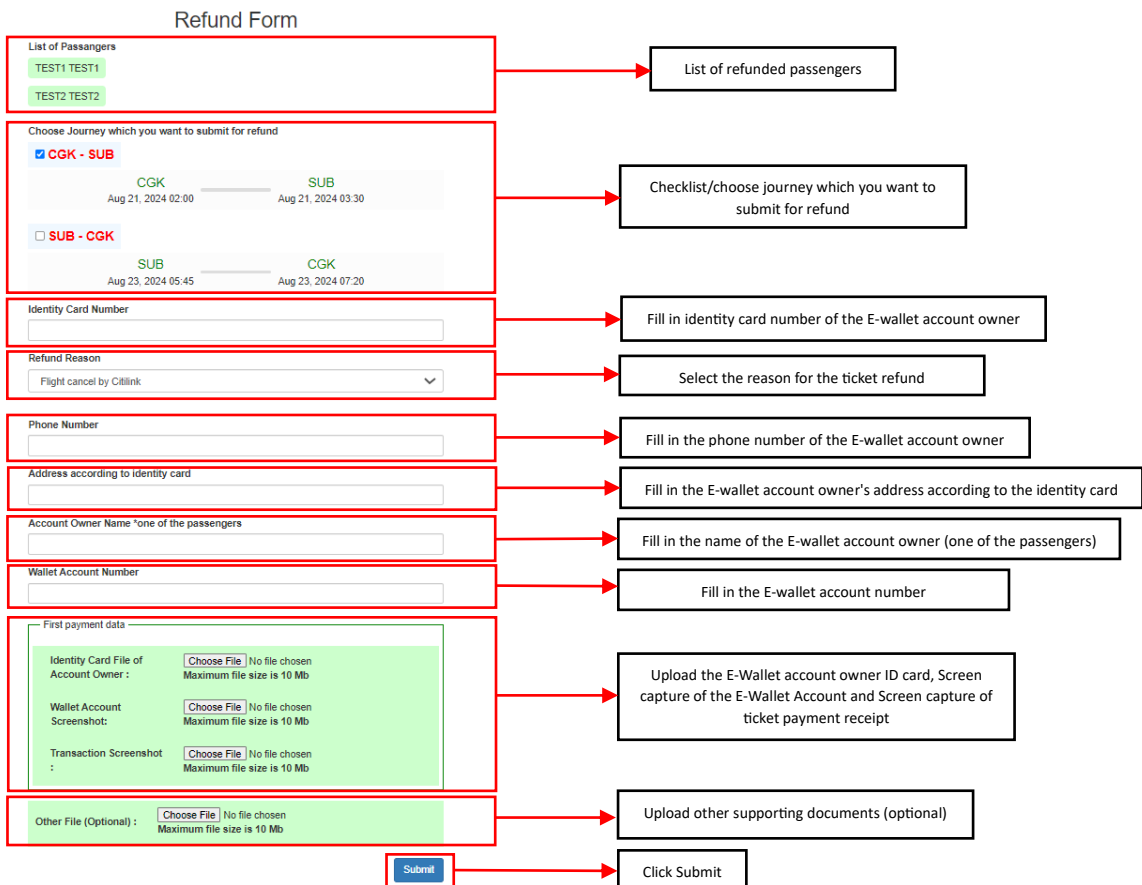 Refund Form
List of Passangers
TEST1 TEST1
TEST2 TEST2
List of refunded passengers
Choose Journey which you want to submit for refund
CGK - SUB
CGK
SUB
Aug 21, 2024 02:00
Aug 21, 2024 03:30
SUB - CGK
SUB
CGK
Aug 23, 2024 05:45
Aug 23, 2024 07:20
Checklist/choose journey which you want to
submit for refund
Identity Card Number
Fill in identity card number of the E-wallet account owner
Refund Reason
Flight cancel by Citilink
Select the reason for the ticket refund
Phone Number
Fill in the phone number of the E-wallet account owner
Address according to identity card
Fill in the E-wallet account owner's address according to the identity card
Account Owner Name *one of the passengers
Fill in the name of the E-wallet account owner (one of the passengers)
Wallet Account Number
Fill in the E-wallet account number
First payment data
Identity Card File of
Account Owner :
Choose File No file chosen
Maximum file size is 10 Mb
Wallet Account
Screenshot:
Choose File No file chosen
Maximum file size is 10 Mb
Transaction Screenshot
:
Choose File No file chosen
Maximum file size is 10 Mb
Upload the E-Wallet account owner ID card, Screen
capture of the E-Wallet Account and Screen capture of
ticket payment receipt
Other File (Optional) :
Choose File No file chosen
Maximum file size is 10 Mb
Upload other supporting documents (optional)
Submit
Click Submit